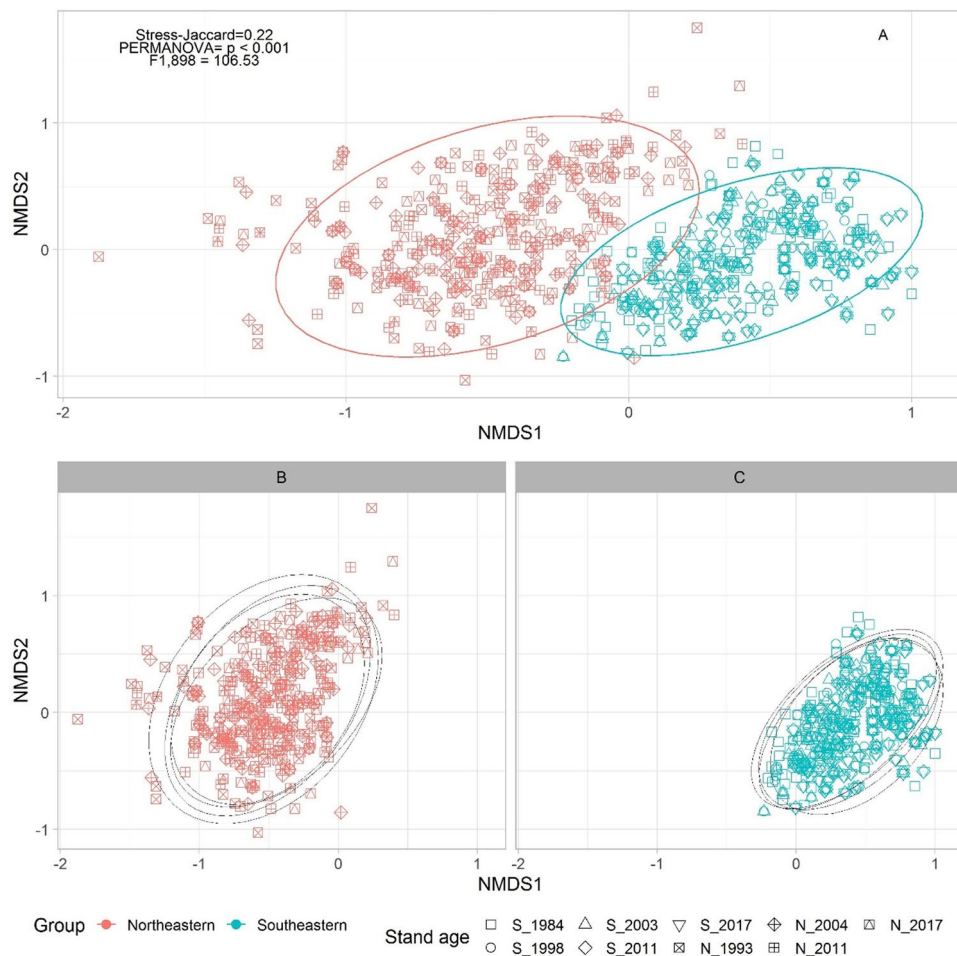 Stress-Jaccard=0.22
PERMANOVA= p < 0.001
F1,898 = 106.53
A
NMDS2
1
0
-1
-2 -1 0 1
NMDS1
B C
NMDS2
1
0
-1
-2 -1 0 1 -2 -1 0 1
NMDS1
Group Northeastern Southeastern
Stand age
S_1984 S_2003 S_2017 N_2004 N_2017
S_1998 S_2011 N_1993 N_2011